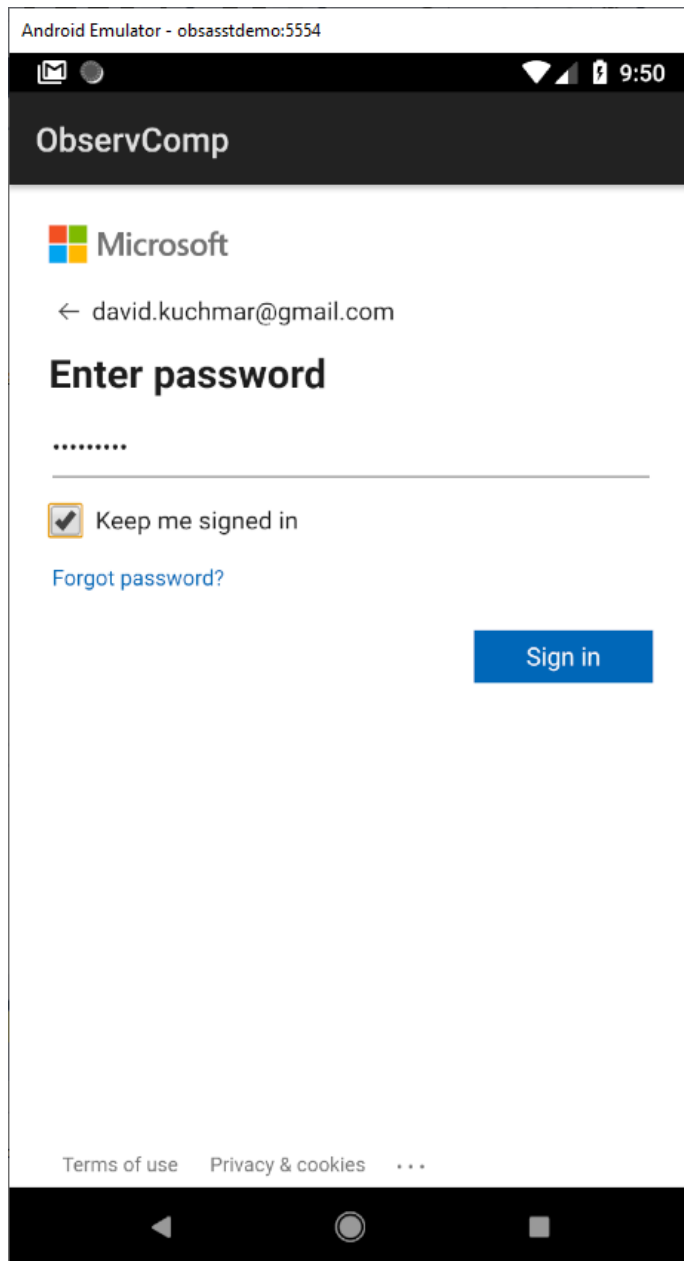 Android Emulator - obsasstdemo:5554
9:50
ObservComp
Microsoft
← david.kuchmar@gmail.com
Enter password
•••••••••
Keep me signed in
Forgot password?
Sign in
Terms of use Privacy & cookies ...